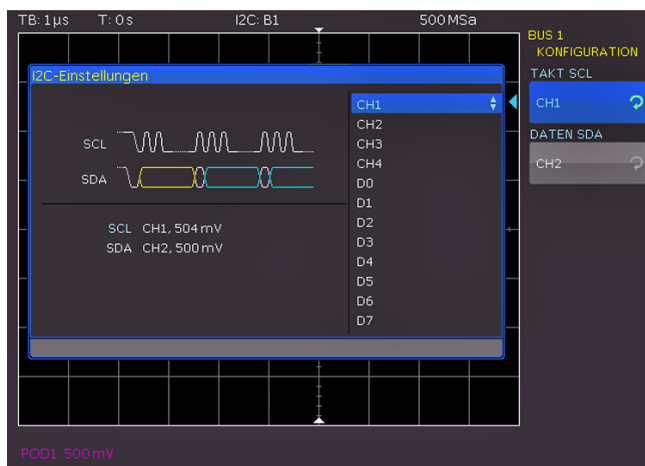 TB: 1 µs T: 0 s I2C: B1 500 MSa
BUS 1
KONFIGURATION
I2C-Einstellungen
TAKT SCL
CH1
DATEN SDA
CH2
SCL
SDA
SCL CH1, 504 mV
SDA CH2, 500 mV
CH1
CH2
CH3
CH4
D0
D1
D2
D3
D4
D5
D6
D7
POD1: 500 mV